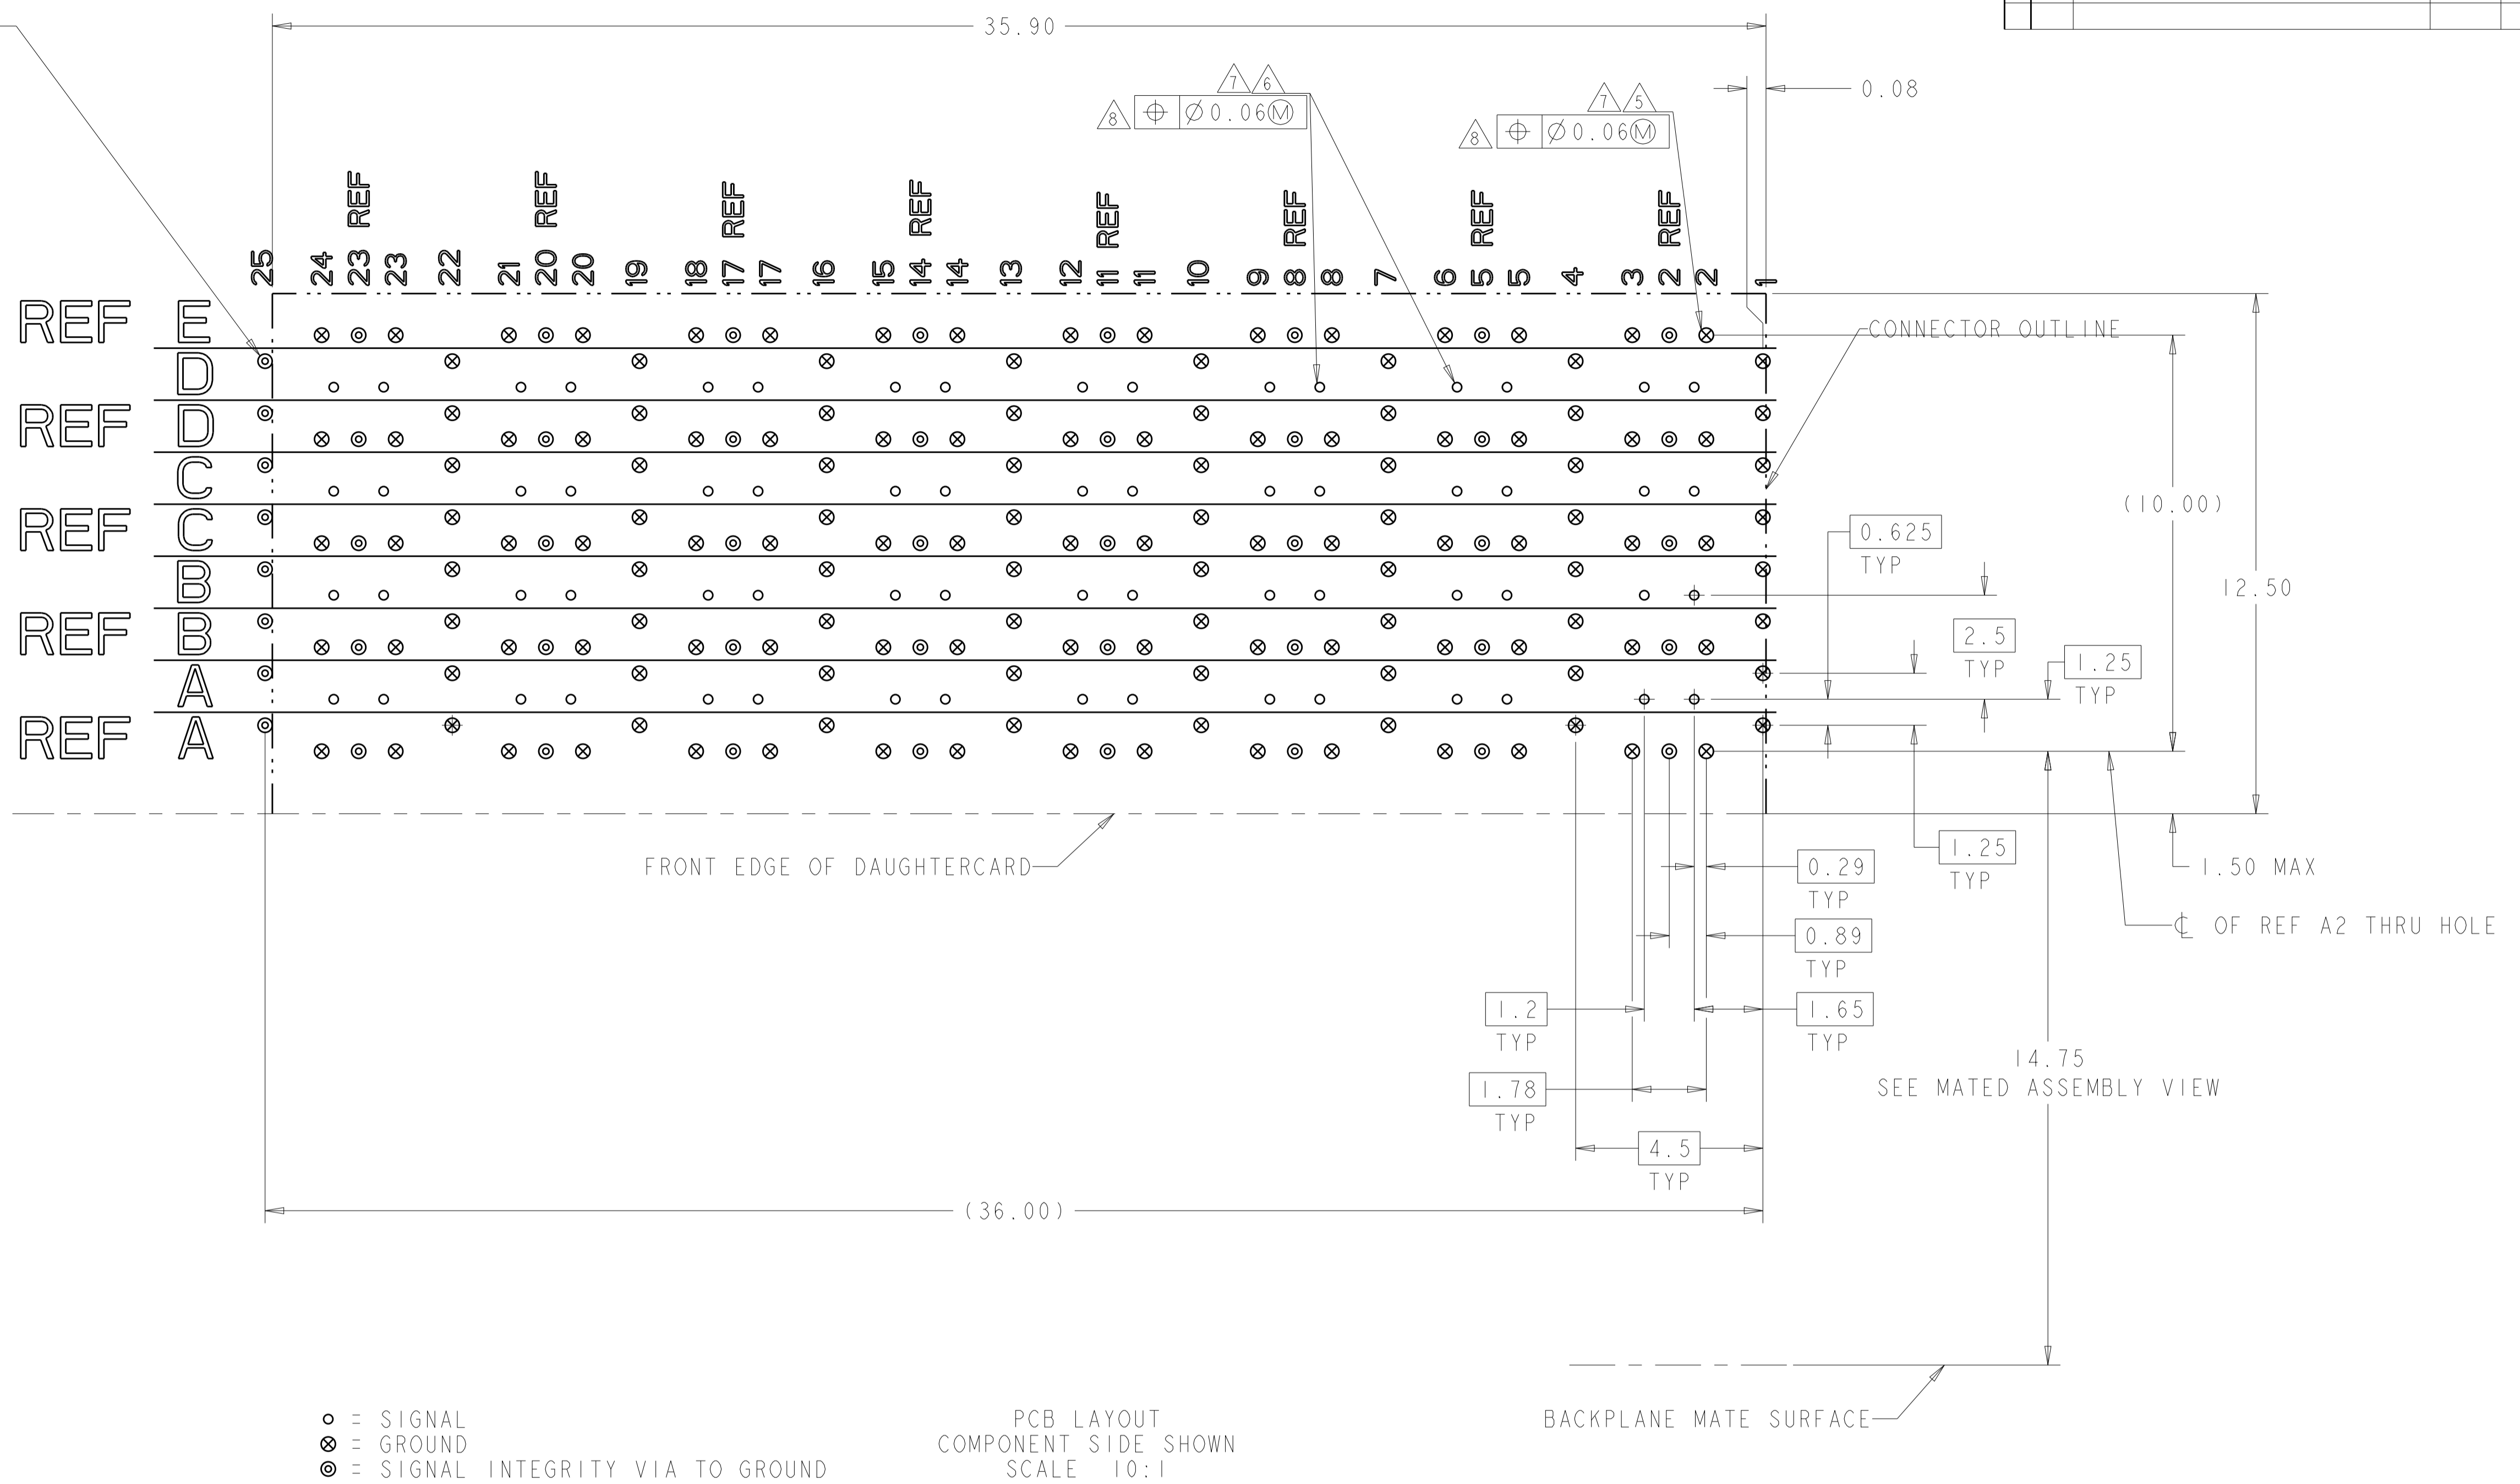 35.90
0.08
7 6
8 ⌖ Ø0.06Ⓜ
7 5
8 ⌖ Ø0.06Ⓜ
REF REF REF REF REF REF REF REF
25 24 23 23 22 21 20 20 19 18 17 17 16 15 14 14 13 12 11 11 10 9 8 8 7 6 5 5 4 3 2 2 1
REF E
D
REF D
C
REF C
B
REF B
A
REF A
CONNECTOR OUTLINE
(10.00)
12.50
0.625
TYP
2.5
TYP
1.25
TYP
1.25
TYP
1.50 MAX
℄ OF REF A2 THRU HOLE
FRONT EDGE OF DAUGHTERCARD
0.29
TYP
0.89
TYP
1.2
TYP
1.65
TYP
1.78
TYP
4.5
TYP
14.75
SEE MATED ASSEMBLY VIEW
(36.00)
BACKPLANE MATE SURFACE
= SIGNAL
= GROUND
= SIGNAL INTEGRITY VIA TO GROUND
PCB LAYOUT
COMPONENT SIDE SHOWN
SCALE 10:1